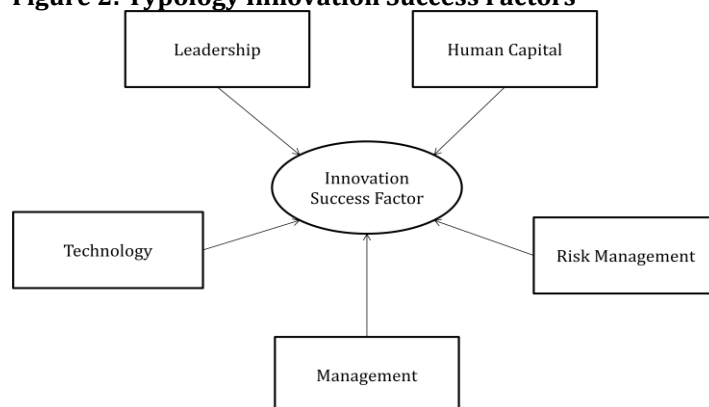 Figure 2: Typology Innovation Success Factors
Leadership
Human Capital
Innovation
Success Factor
Technology
Risk Management
Management